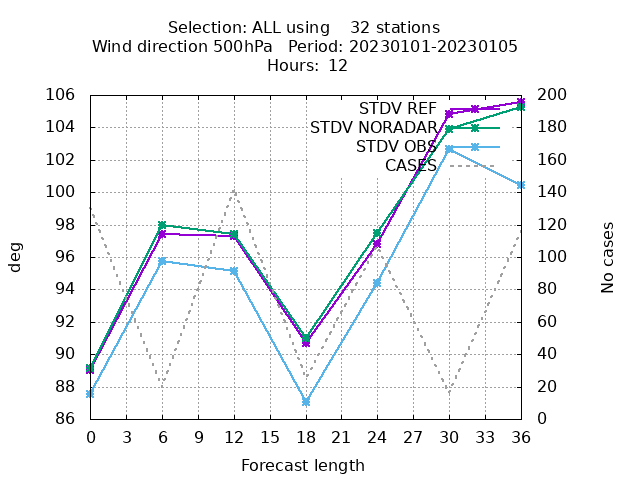 Selection: ALL using 32 stations
Wind direction 500hPa Period: 20230101-20230105
Hours: 12
106 200
STDV REF
104 180
STDV NORADAR
STDV OBS
102 160
CASES
100 140
98 120
96 100
94 80
92 60
90 40
88 20
86 0
deg
No cases
0 3 6 9 12 15 18 21 24 27 30 33 36
Forecast length